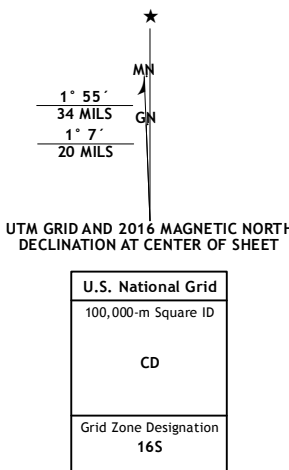 ★
MN
1° 55´
34 MILS
GN
1° 7´
20 MILS
UTM GRID AND 2016 MAGNETIC NORTH
DECLINATION AT CENTER OF SHEET
U.S. National Grid
100,000-m Square ID
CD
Grid Zone Designation
16S